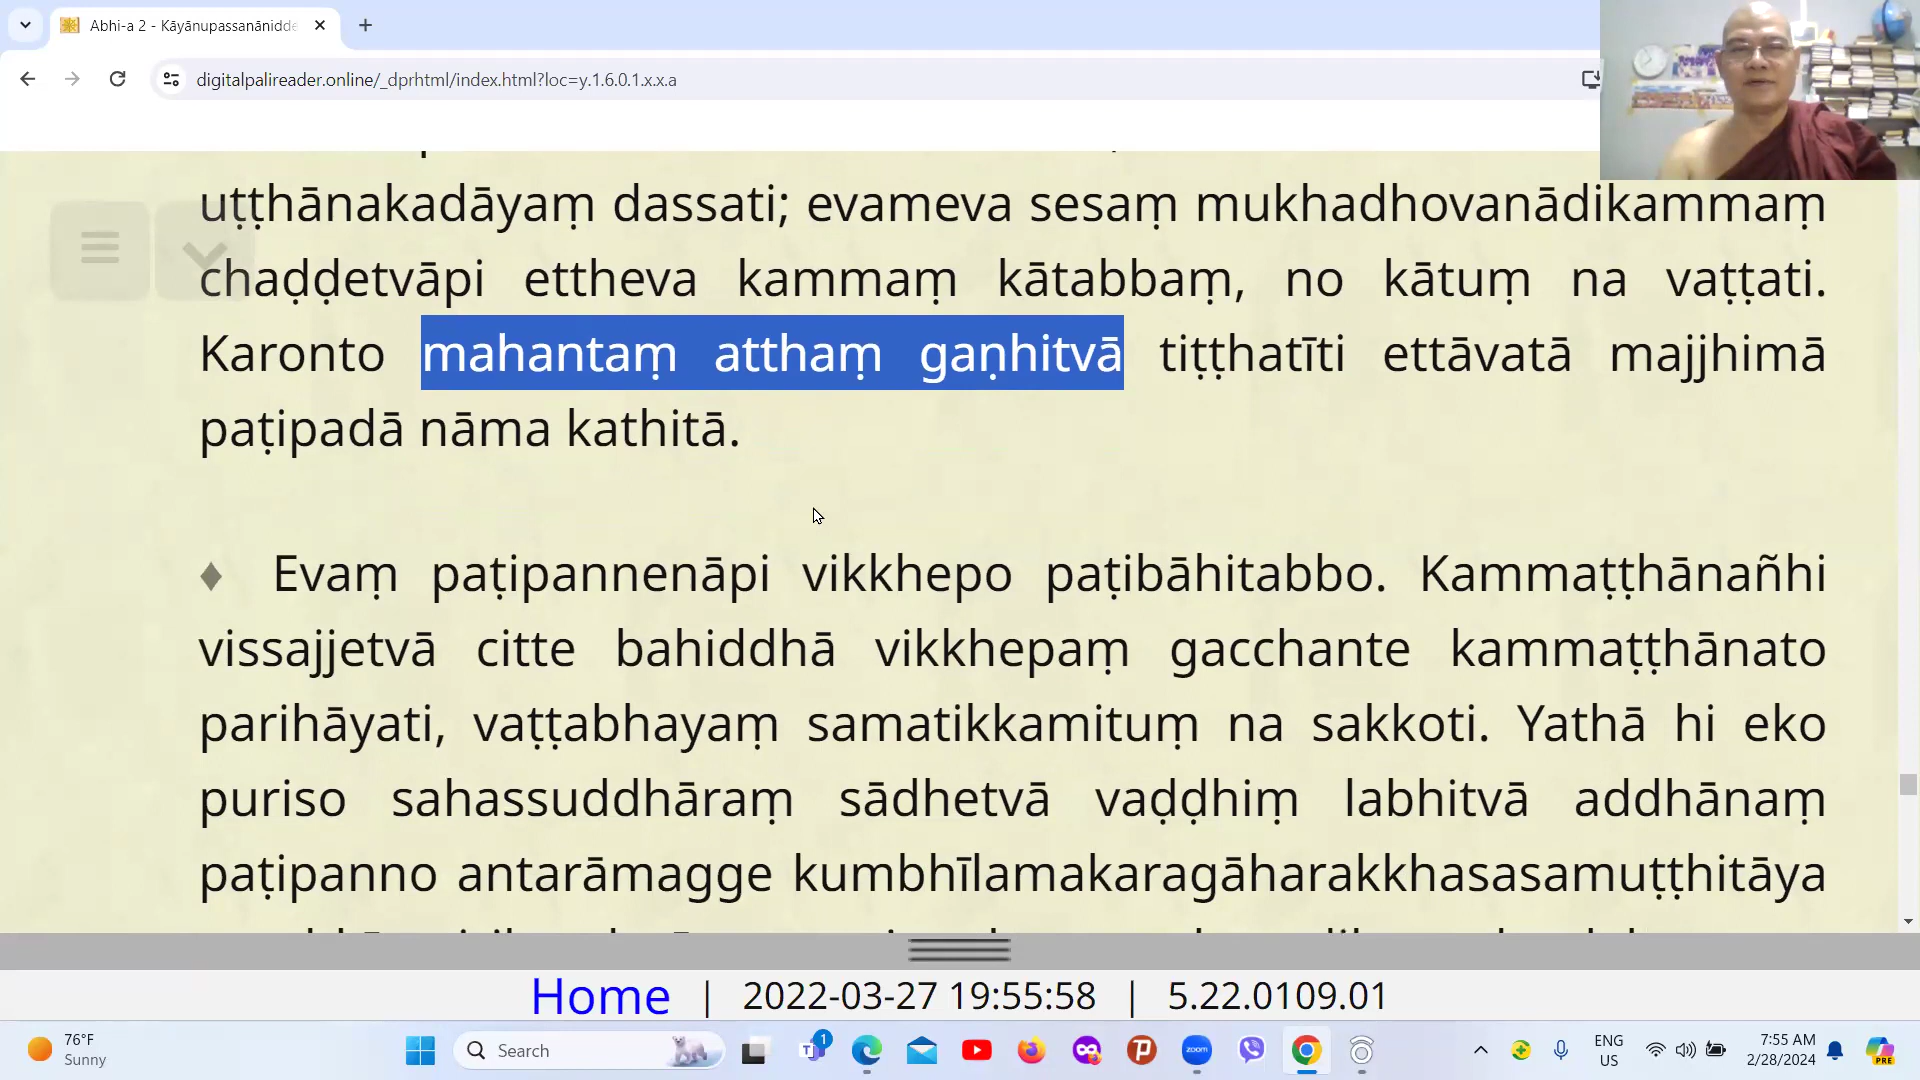 Abhi-a 2 - Kāyānupassanānidde
digitalpalireader.online/_dprhtml/index.html?loc=y.1.6.0.1.x.x.a
uṭṭhānakadāyaṃ dassati; evameva sesaṃ mukhadhovanādikammaṃ
chaḍḍetvāpi ettheva kammaṃ kātabbaṃ, no kātuṃ na vaṭṭati.
Karonto mahantaṃ atthaṃ gaṇhitvā tiṭṭhatīti ettāvatā majjhimā
paṭipadā nāma kathitā.
♦ Evaṃ paṭipannenāpi vikkhepo paṭibāhitabbo. Kammaṭṭhānañhi
vissajjetvā citte bahiddhā vikkhepaṃ gacchante kammaṭṭhānato
parihāyati, vaṭṭabhayaṃ samatikkamituṃ na sakkoti. Yathā hi eko
puriso sahassuddhāraṃ sādhetvā vaḍḍhiṃ labhitvā addhānaṃ
paṭipanno antarāmagge kumbhīlamakaragāharakkhasasamuṭṭhitāya
Home | 2022-03-27 19:55:58 | 5.22.0109.01
76°F
Sunny
Search
1
zoom
ENG
US
7:55 AM
2/28/2024
PRE